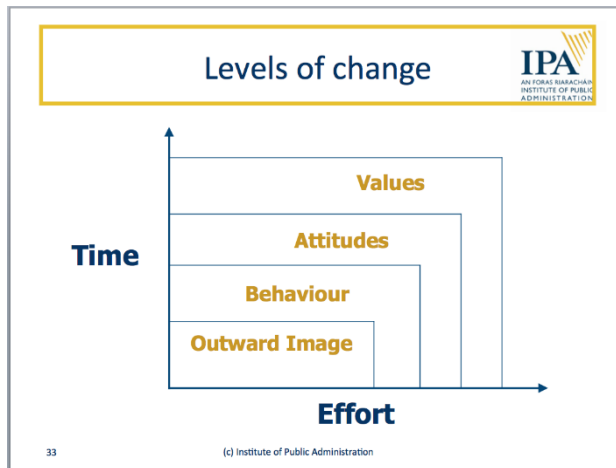 Levels of change
IPA
AN FORAS RIARACHÁIN
INSTITUTE OF PUBLIC
ADMINISTRATION
Values
Attitudes
Time
Behaviour
Outward Image
Effort
33
(c) Institute of Public Administration